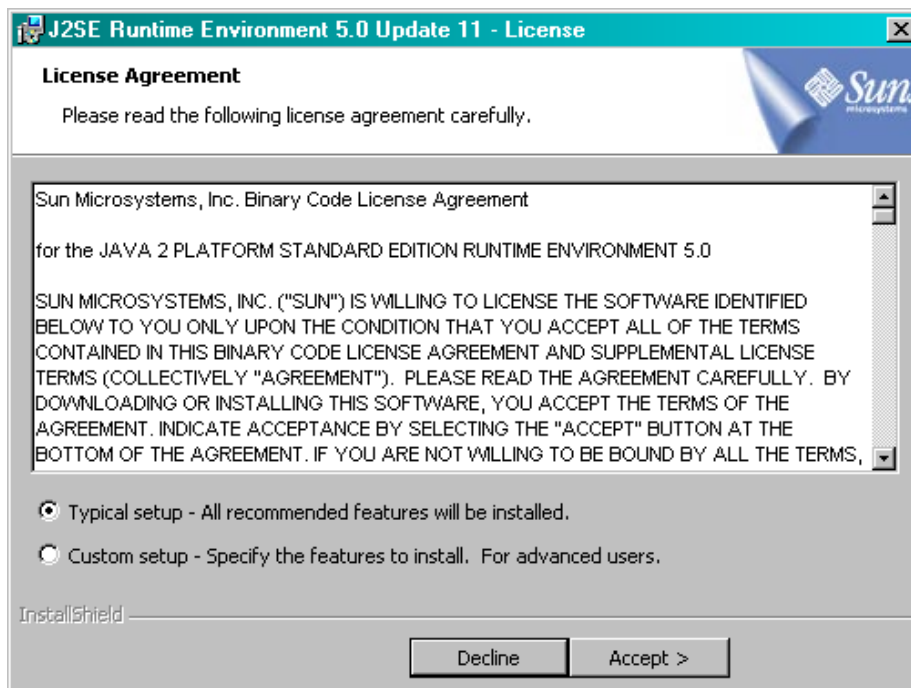 J2SE Runtime Environment 5.0 Update 11 - License
License Agreement
Please read the following license agreement carefully.
Sun
microsystems
Sun Microsystems, Inc. Binary Code License Agreement
for the JAVA 2 PLATFORM STANDARD EDITION RUNTIME ENVIRONMENT 5.0
SUN MICROSYSTEMS, INC. ("SUN") IS WILLING TO LICENSE THE SOFTWARE IDENTIFIED
BELOW TO YOU ONLY UPON THE CONDITION THAT YOU ACCEPT ALL OF THE TERMS
CONTAINED IN THIS BINARY CODE LICENSE AGREEMENT AND SUPPLEMENTAL LICENSE
TERMS (COLLECTIVELY "AGREEMENT").  PLEASE READ THE AGREEMENT CAREFULLY.  BY
DOWNLOADING OR INSTALLING THIS SOFTWARE, YOU ACCEPT THE TERMS OF THE
AGREEMENT. INDICATE ACCEPTANCE BY SELECTING THE "ACCEPT" BUTTON AT THE
BOTTOM OF THE AGREEMENT. IF YOU ARE NOT WILLING TO BE BOUND BY ALL THE TERMS,
Typical setup - All recommended features will be installed.
Custom setup - Specify the features to install.  For advanced users.
InstallShield
Decline
Accept >